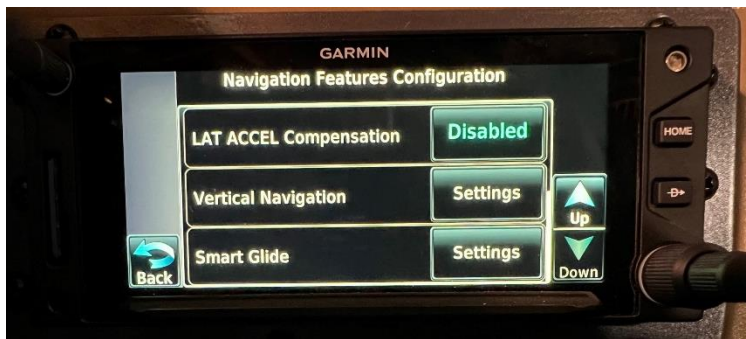 GARMIN
Navigation Features Configuration
LAT ACCEL Compensation
Disabled
HOME
Vertical Navigation
Settings
Up
Smart Glide
Settings
Back
Down